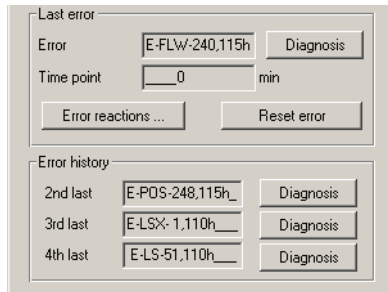 Last error
Error E-FLW-240,115h Diagnosis
Time point ____0 min
Error reactions ... Reset error
Error history
2nd last E-POS-248,115h_ Diagnosis
3rd last E-LSX- 1,110h___ Diagnosis
4th last E-LS-51,110h___ Diagnosis